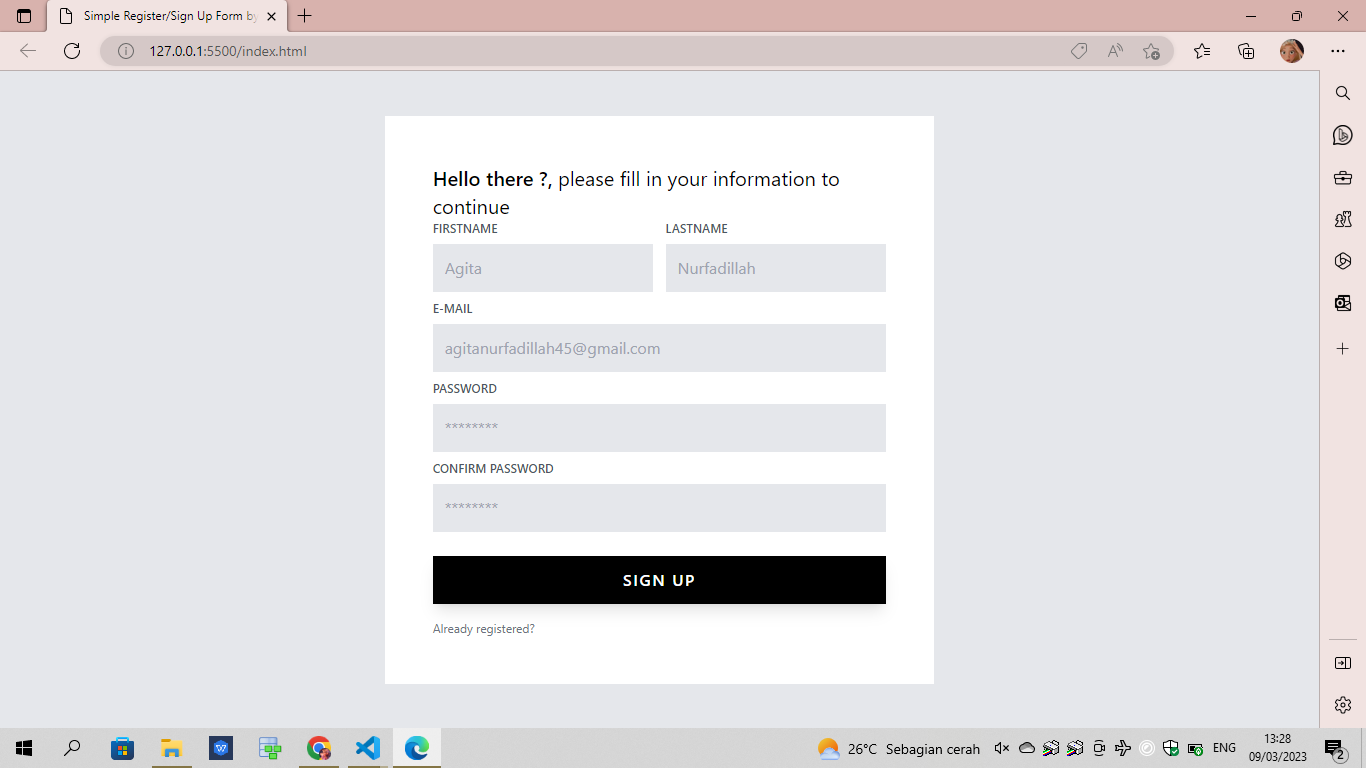 Simple Register/Sign Up Form by
127.0.0.1:5500/index.html
Hello there ?, please fill in your information to
continue
FIRSTNAME LASTNAME
Agita Nurfadillah
E-MAIL
agitanurfadillah45@gmail.com
PASSWORD
********
CONFIRM PASSWORD
********
SIGN UP
Already registered?
26°C Sebagian cerah ENG 13:28
09/03/2023
2